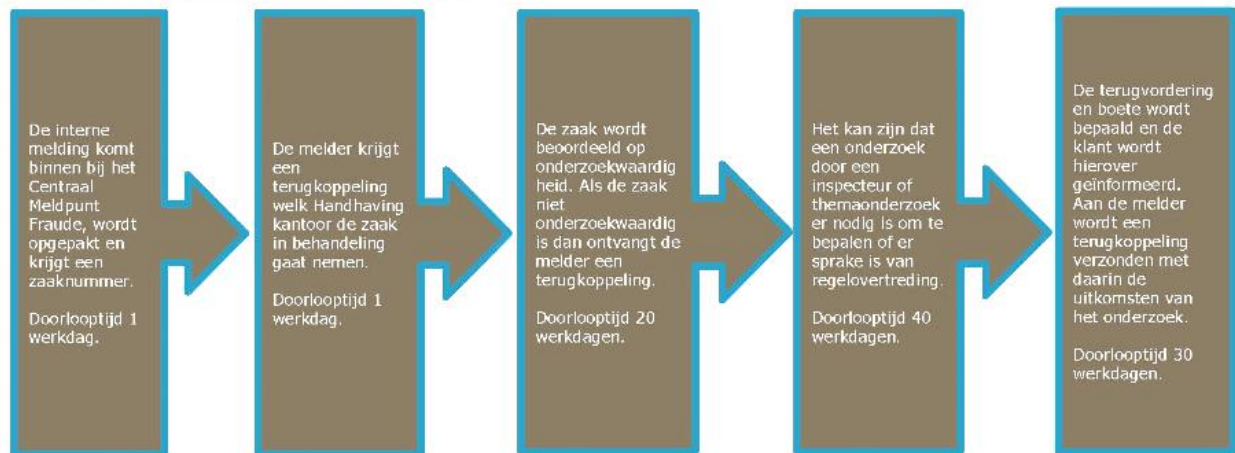 De interne
melding komt
binnen bij het
Centraal
Meldpunt
Fraude, wordt
opgepakt en
krijgt een
zaaknummer.
Doorlooptijd 1
werkdag.
De melder krijgt
een
terugkoppeling
welk Handhaving
kantoor de zaak
in behandeling
gaat nemen.
Doorlooptijd 1
werkdag.
De zaak wordt
beoordeeld op
onderzoekwaardig
heid. Als de zaak
niet
onderzoekwaardig
is dan ontvangt de
melder een
terugkoppeling.
Doorlooptijd 20
werkdagen.
Het kan zijn dat
een onderzoek
door een
inspecteur of
themaonderzoek
er nodig is om te
bepalen of er
sprake is van
regelovertreding.
Doorlooptijd 40
werkdagen.
De terugvordering
en boete wordt
bepaald en de
klant wordt
hierover
geïnformeerd.
Aan de melder
wordt een
terugkoppeling
verzonden met
daarin de
uitkomsten van
het onderzoek.
Doorlooptijd 30
werkdagen.